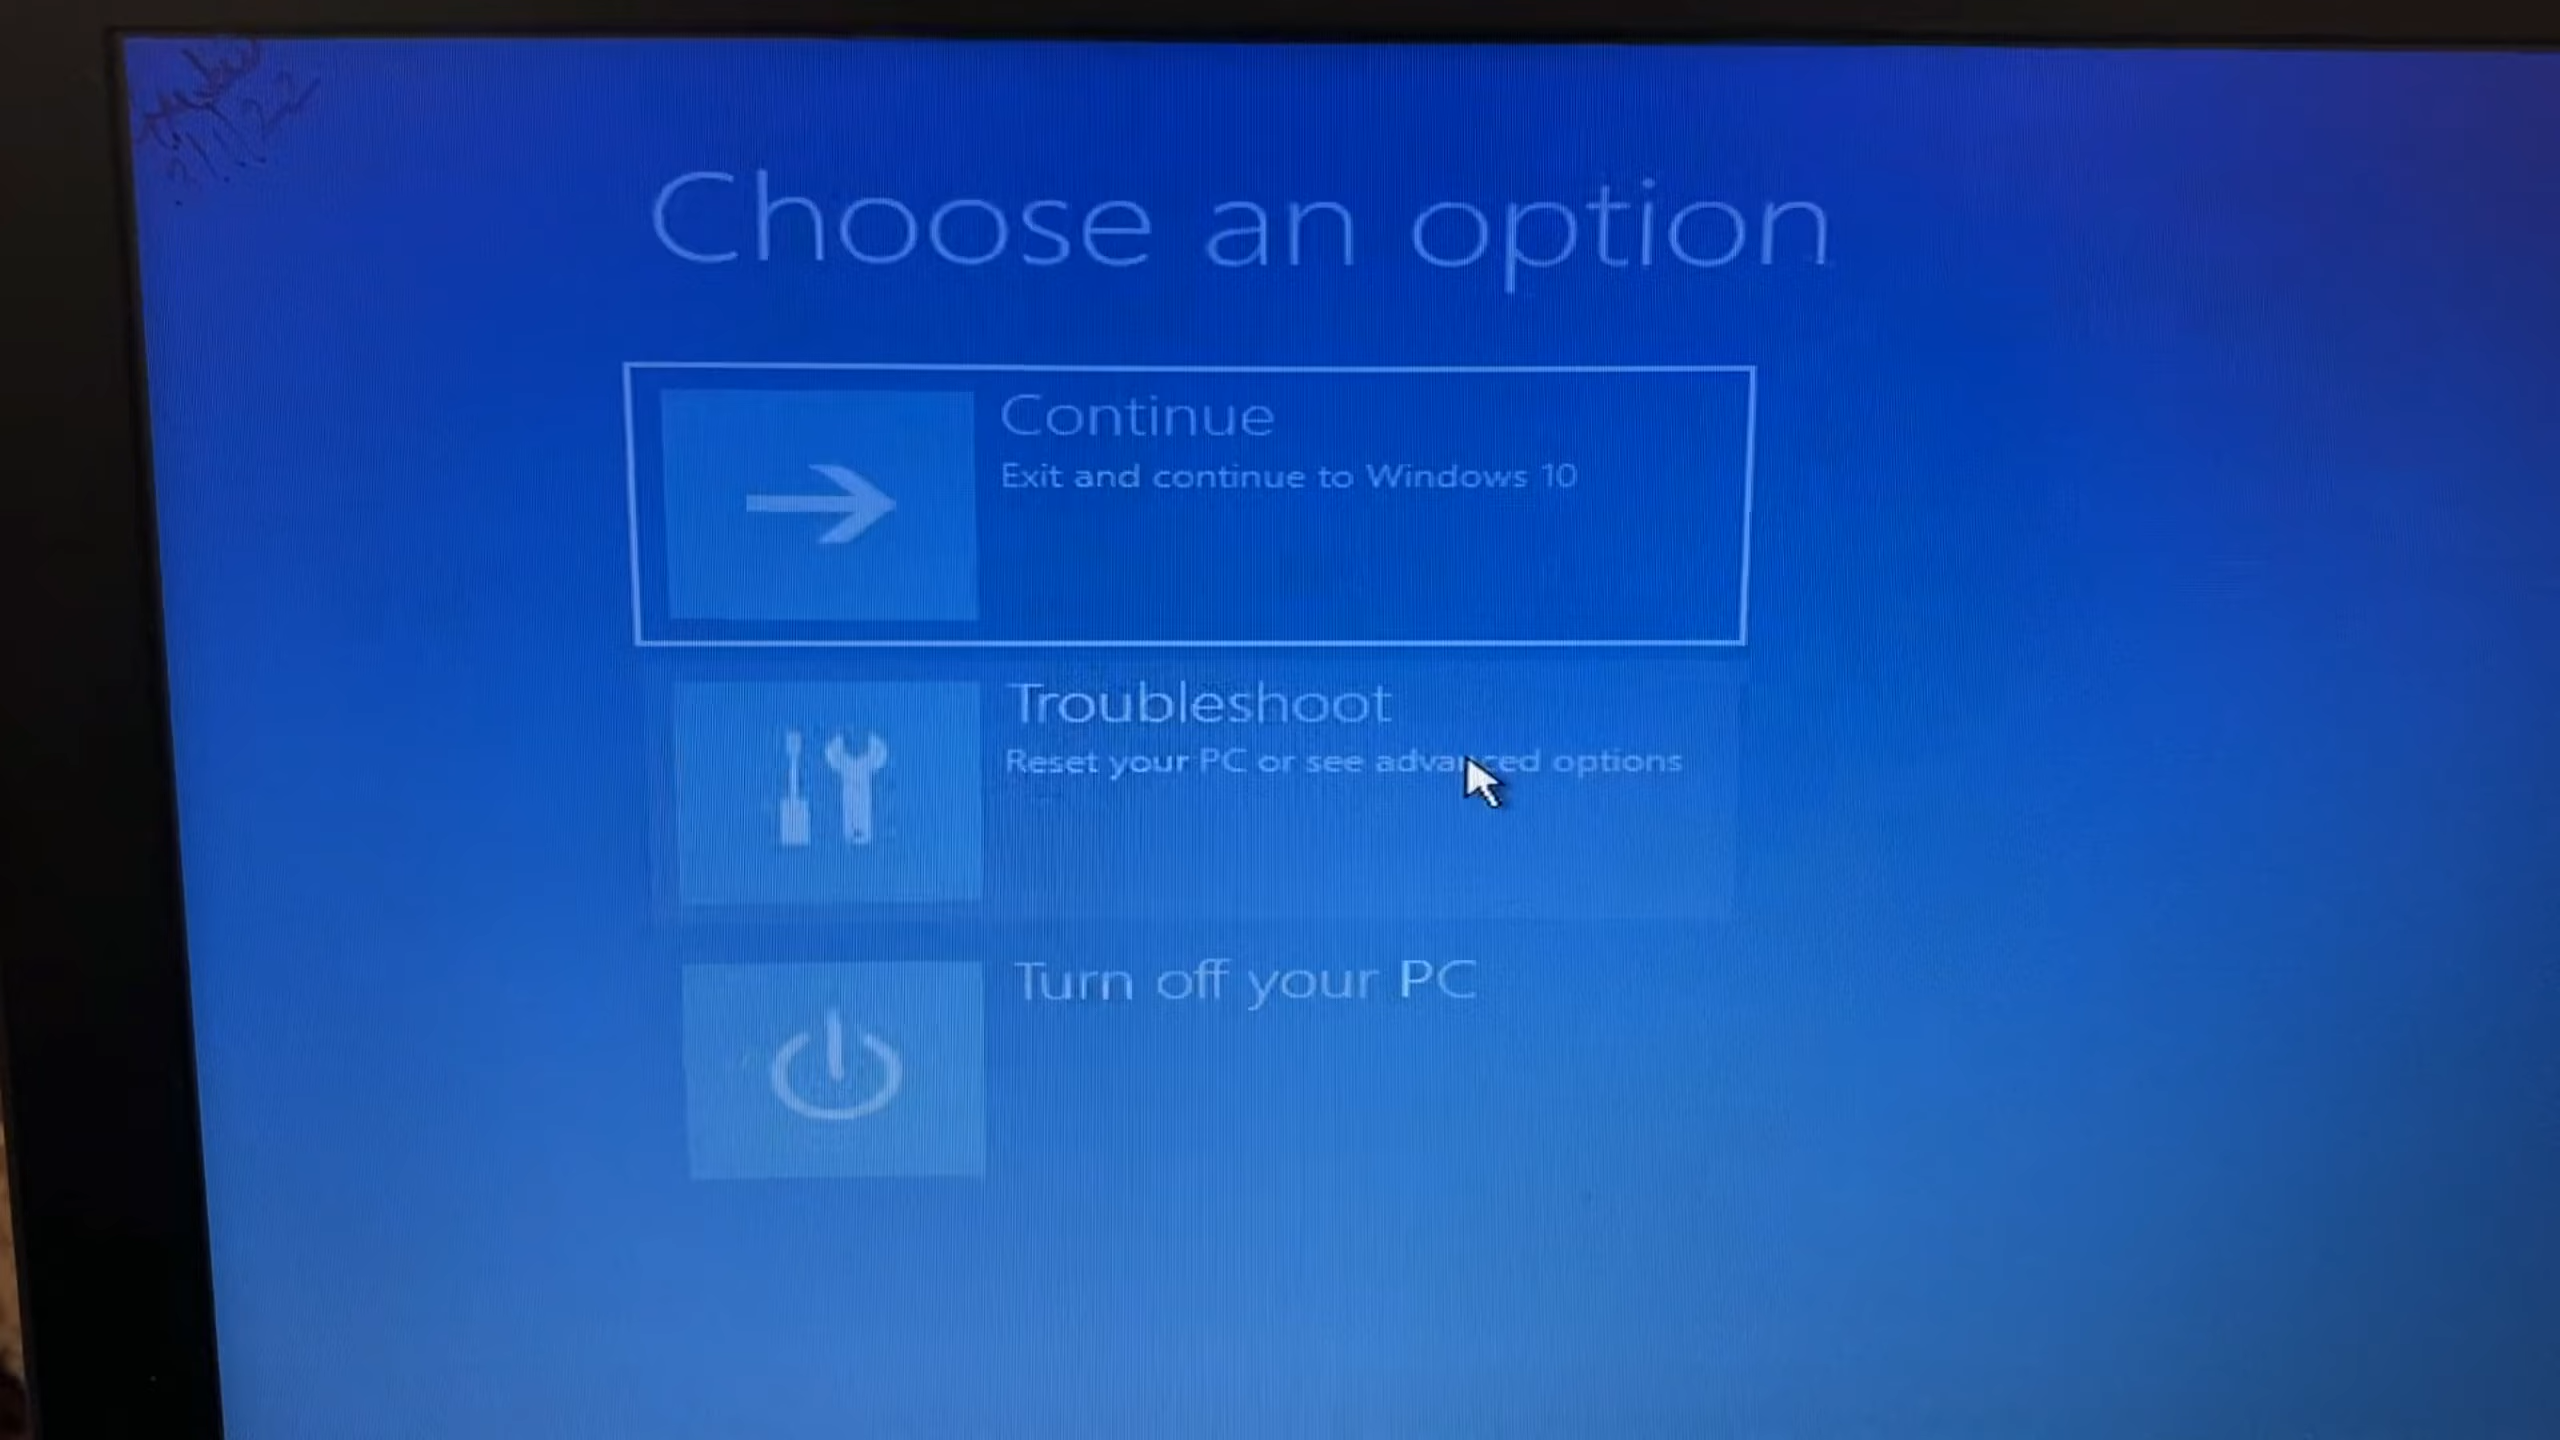 Choose an option
Continue
Exit and continue to Windows 10
Troubleshoot
Reset your PC or see advanced options
Turn off your PC